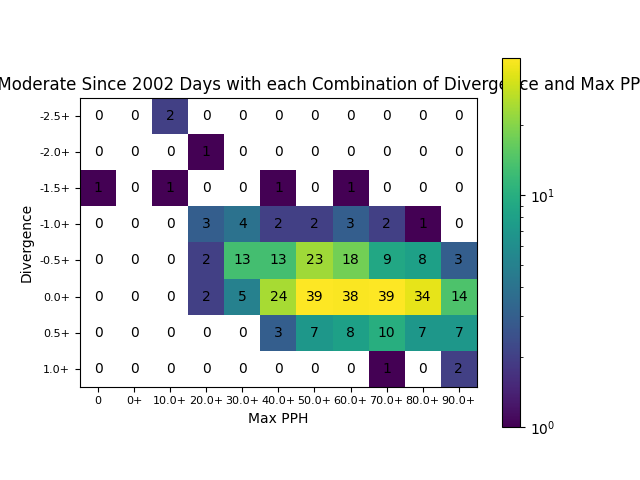 Moderate Since 2002 Days with each Combination of Divergence and Max PP
-2.5+ 0 0 2 0 0 0 0 0 0 0 0
-2.0+ 0 0 0 1 0 0 0 0 0 0 0
-1.5+ 1 0 1 0 0 1 0 1 0 0 0
-1.0+ 0 0 0 3 4 2 2 3 2 1 0
-0.5+ 0 0 0 2 13 13 23 18 9 8 3
0.0+ 0 0 0 2 5 24 39 38 39 34 14
0.5+ 0 0 0 0 0 3 7 8 10 7 7
1.0+ 0 0 0 0 0 0 0 0 1 0 2
0 0+ 10.0+ 20.0+ 30.0+ 40.0+ 50.0+ 60.0+ 70.0+ 80.0+ 90.0+
Max PPH
Divergence
10¹
10⁰